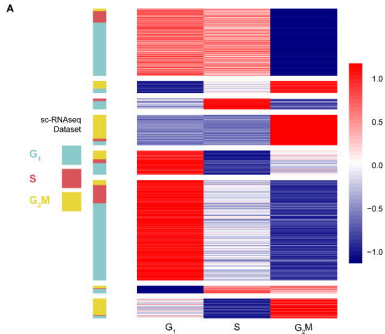 A
sc-RNAseq
Dataset
G₁
S
G₂M
1.0
0.5
0.0
−0.5
−1.0
G₁ S G₂M